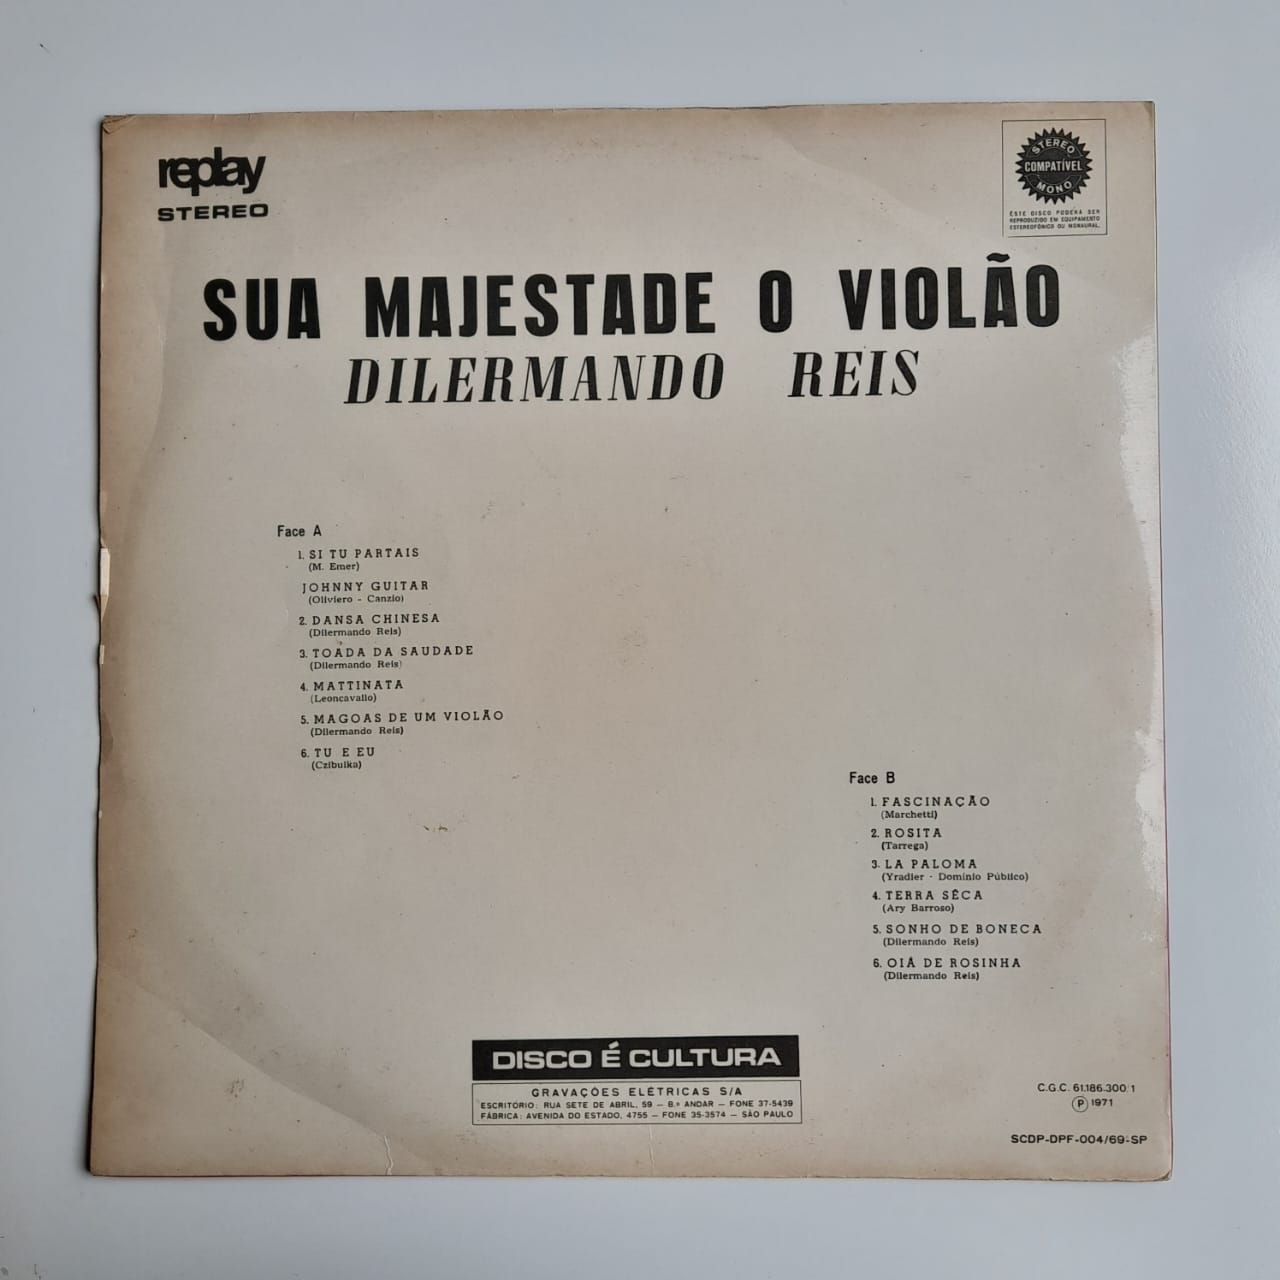 replay
STEREO
STEREO
COMPATÍVEL
MONO
ÊSTE DISCO PODERÁ SER
REPRODUZIDO EM EQUIPAMENTO
ESTEREOFÔNICO OU MONAURAL.
SUA MAJESTADE O VIOLÃO
DILERMANDO REIS
Face A
1. SI TU PARTAIS
(M. Emer)
JOHNNY GUITAR
(Oliviero - Canzio)
2. DANSA CHINESA
(Dilermando Reis)
3. TOADA DA SAUDADE
(Dilermando Reis)
4. MATTINATA
(Leoncavallo)
5. MAGOAS DE UM VIOLÃO
(Dilermando Reis)
6. TU E EU
(Czibulka)
Face B
1. FASCINAÇÃO
(Marchetti)
2. ROSITA
(Tarrega)
3. LA PALOMA
(Yradier - Domínio Público)
4. TERRA SÊCA
(Ary Barroso)
5. SONHO DE BONECA
(Dilermando Reis)
6. OIÁ DE ROSINHA
(Dilermando Reis)
DISCO É CULTURA
GRAVAÇÕES ELÉTRICAS S/A
ESCRITÓRIO: RUA SETE DE ABRIL, 59 — 8.º ANDAR — FONE 37-5439
FÁBRICA: AVENIDA DO ESTADO, 4755 — FONE 35-3574 — SÃO PAULO
C.G.C. 61.186.300/1
Ⓟ 1971
SCDP-DPF-004/69-SP